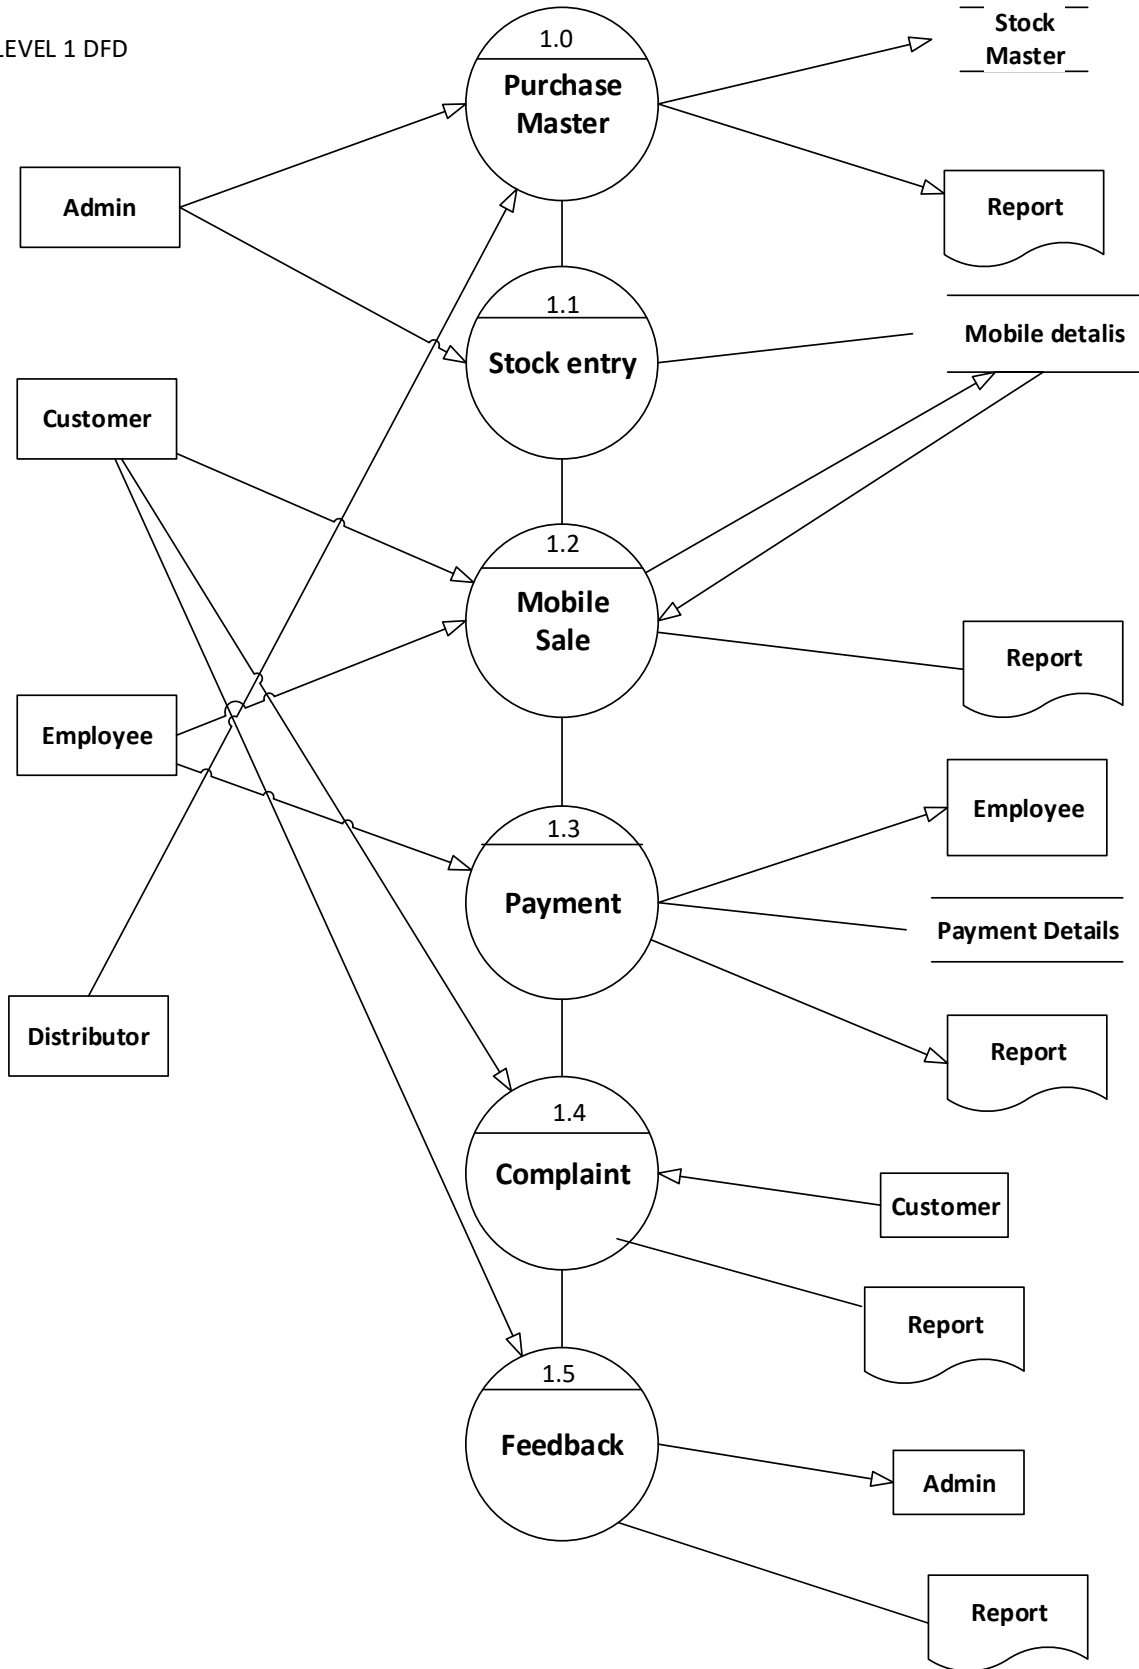 LEVEL 1 DFD
1.0
Purchase
Master
Stock
Master
Admin
Report
1.1
Stock entry
Mobile detalis
Customer
1.2
Mobile
Sale
Report
Employee
1.3
Payment
Employee
Payment Details
Distributor
Report
1.4
Complaint
Customer
Report
1.5
Feedback
Admin
Report